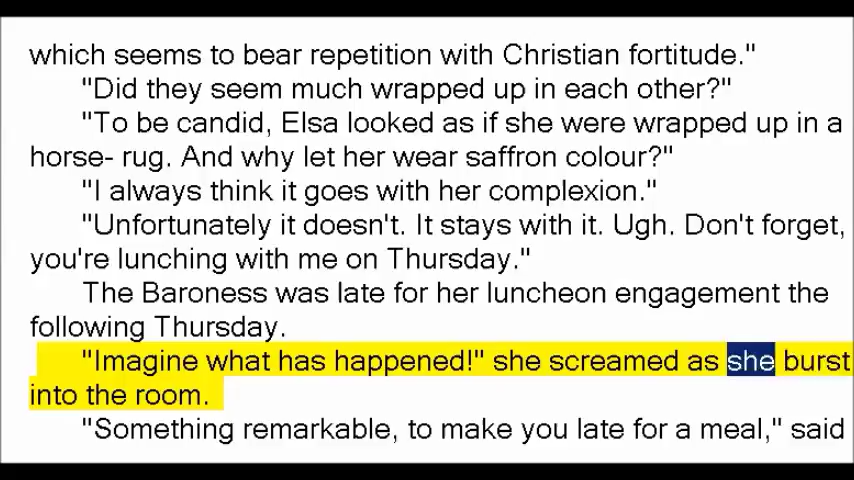 which seems to bear repetition with Christian fortitude."
"Did they seem much wrapped up in each other?"
"To be candid, Elsa looked as if she were wrapped up in a
horse- rug. And why let her wear saffron colour?"
"I always think it goes with her complexion."
"Unfortunately it doesn't. It stays with it. Ugh. Don't forget,
you're lunching with me on Thursday."
The Baroness was late for her luncheon engagement the
following Thursday.
"Imagine what has happened!" she screamed as she burst
into the room.
"Something remarkable, to make you late for a meal," said